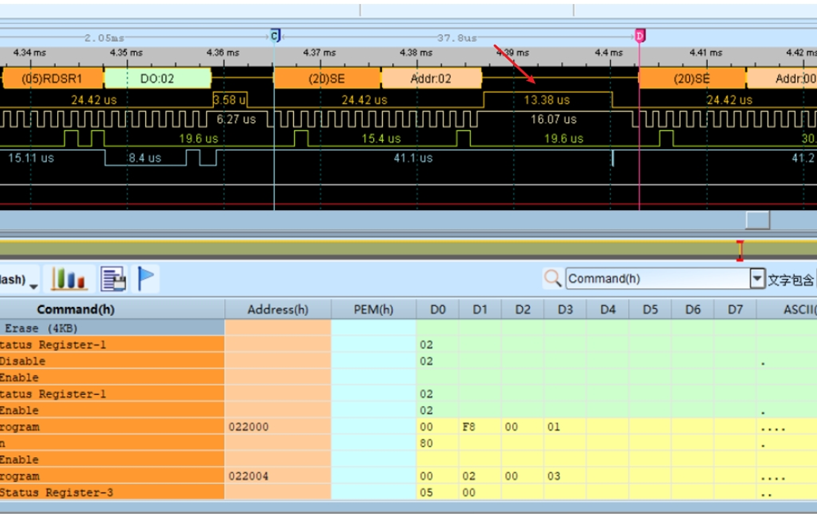 2.05ms C 37.8us D
4.34 ms 4.35 ms 4.36 ms 4.37 ms 4.38 ms 4.39 ms 4.4 ms 4.41 ms 4.42 ms
(05)RDSR1 DO:02 (20)SE Addr:02 (20)SE Addr:00
24.42 us 3.58 u 24.42 us 13.38 us 24.42 us
6.27 us 16.07 us
19.6 us 15.4 us 19.6 us 30.
15.11 us 8.4 us 41.1 us 41.2
lash) Command(h) 文字包含
Command(h) Address(h) PEM(h) D0 D1 D2 D3 D4 D5 D6 D7 ASCII(
Erase (4KB)
tatus Register-1 02
Disable 02 .
Enable
tatus Register-1 02
Enable 02 .
rogram 022000 00 F8 00 01 ....
n 80 .
Enable
rogram 022004 00 02 00 03 ....
Status Register-3 05 00 ..